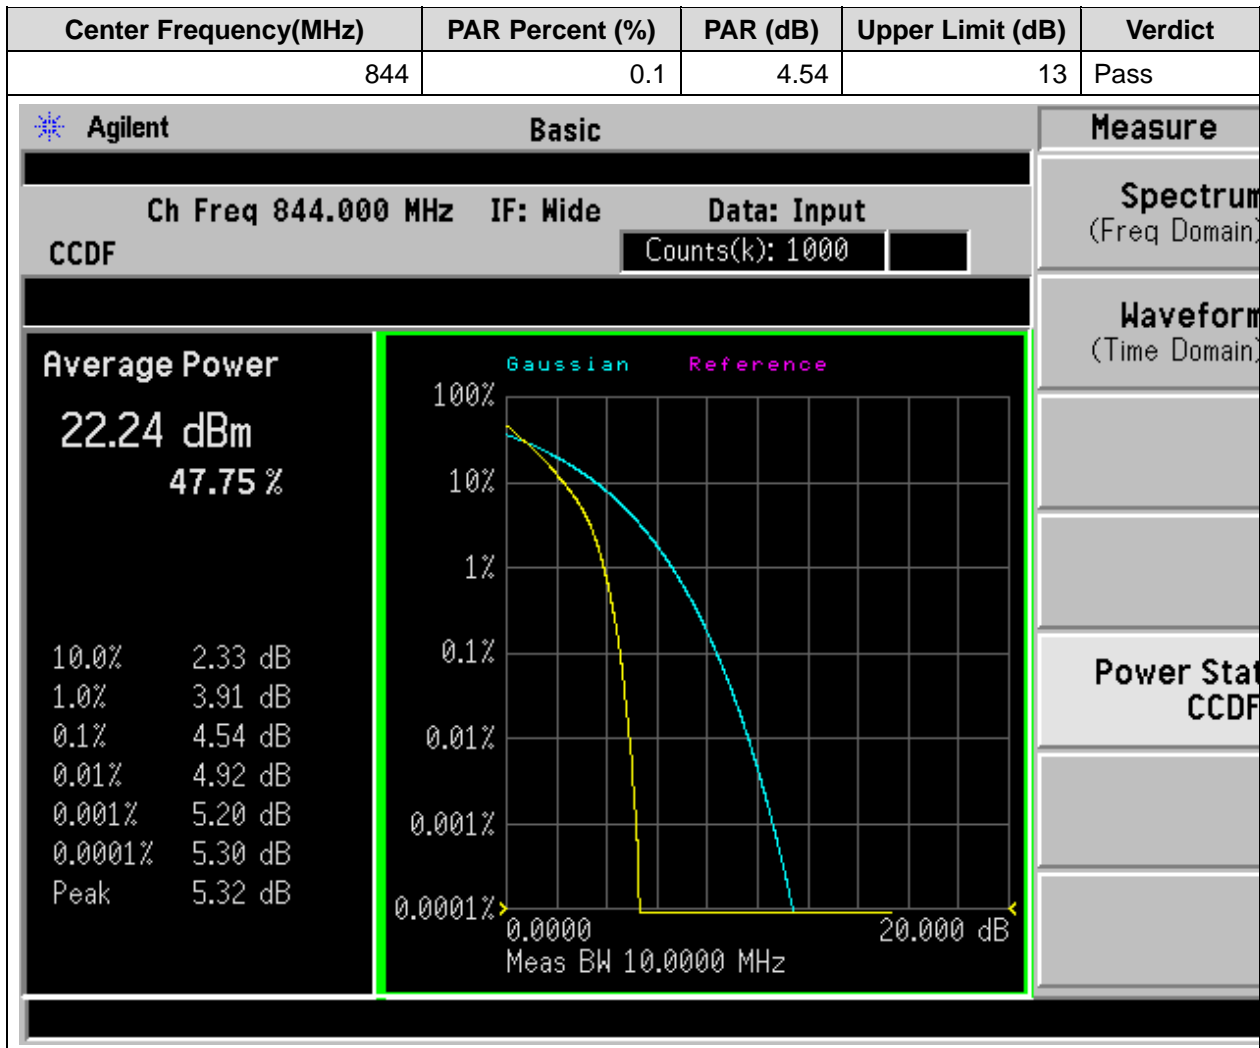 Center Frequency(MHz) PAR Percent (%) PAR (dB) Upper Limit (dB) Verdict
844 0.1 4.54 13 Pass
Agilent Basic Measure
Ch Freq 844.000 MHz IF: Wide Data: Input
CCDF Counts(k): 1000
Average Power
22.24 dBm
47.75 %
10.0% 2.33 dB
1.0% 3.91 dB
0.1% 4.54 dB
0.01% 4.92 dB
0.001% 5.20 dB
0.0001% 5.30 dB
Peak 5.32 dB
Gaussian Reference
100%
10%
1%
0.1%
0.01%
0.001%
0.0001%
0.0000 20.000 dB
Meas BW 10.0000 MHz
Spectrum
(Freq Domain)
Waveform
(Time Domain)
Power Stat
CCDF